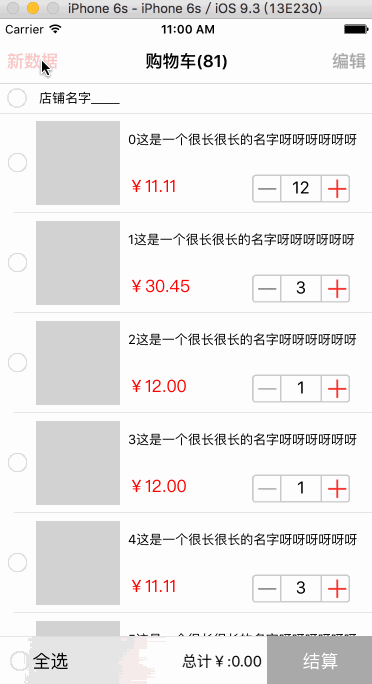 iPhone 6s - iPhone 6s / iOS 9.3 (13E230)
Carrier 11:00 AM
新数据 购物车(81) 编辑
店铺名字_____
0这是一个很长很长的名字呀呀呀呀呀呀
￥11.11 12
1这是一个很长很长的名字呀呀呀呀呀呀
￥30.45 3
2这是一个很长很长的名字呀呀呀呀呀呀
￥12.00 1
3这是一个很长很长的名字呀呀呀呀呀呀
￥12.00 1
4这是一个很长很长的名字呀呀呀呀呀呀
￥11.11 3
全选 总计￥:0.00 结算